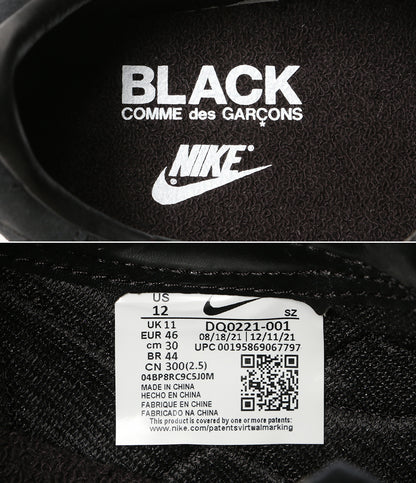 BLACK
COMME des GARÇONS
NIKE
US
12
SZ
UK 11
EUR 46
cm 30
BR 44
CN 300(2.5)
DQ0221-001
08/18/21 12/11/21
UPC 00195869067797
04BP8RC9C5J0M
MADE IN CHINA
HECHO EN CHINA
FABRIQUE EN CHINE
FABRICADO NA CHINA
This product is covered by one or more patents:
www.nike.com/patentsvirtualmarking